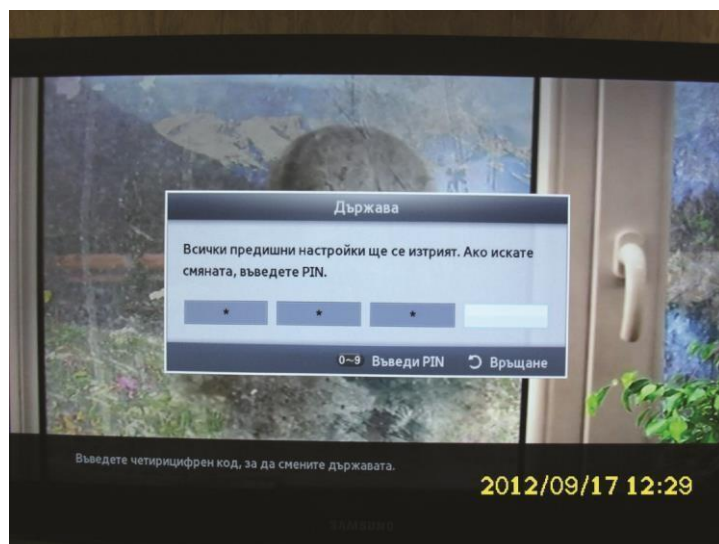 Държава
Всички предишни настройки ще се изтрият. Ако искате
смяната, въведете PIN.
* * *
0~9 Въведи PIN Връщане
Въведете четирицифрен код, за да смените държавата.
2012/09/17 12:29
SAMSUNG